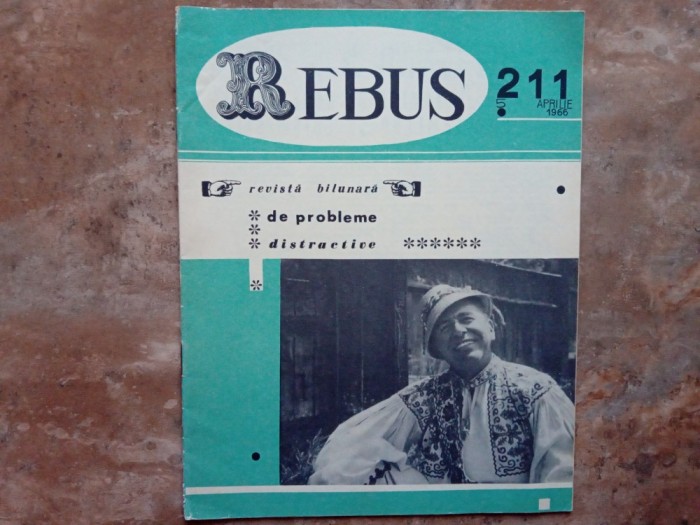 REBUS
211
5 APRILIE
1966
revistă bilunară
* de probleme
*
* distractive ******
*